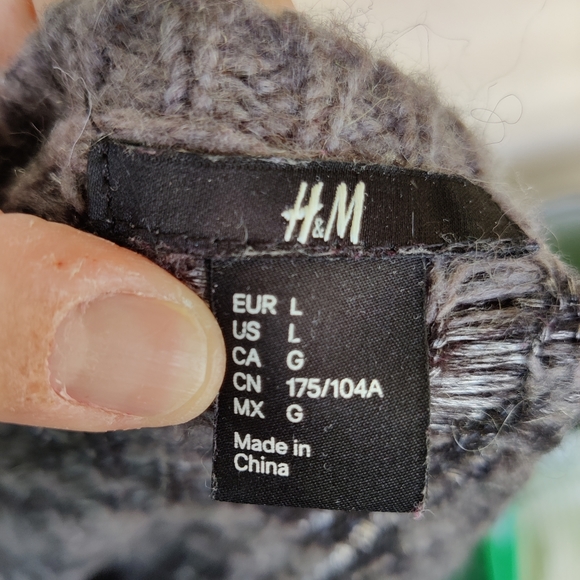 H&M
EUR L
US L
CA G
CN 175/104A
MX G
Made in
China